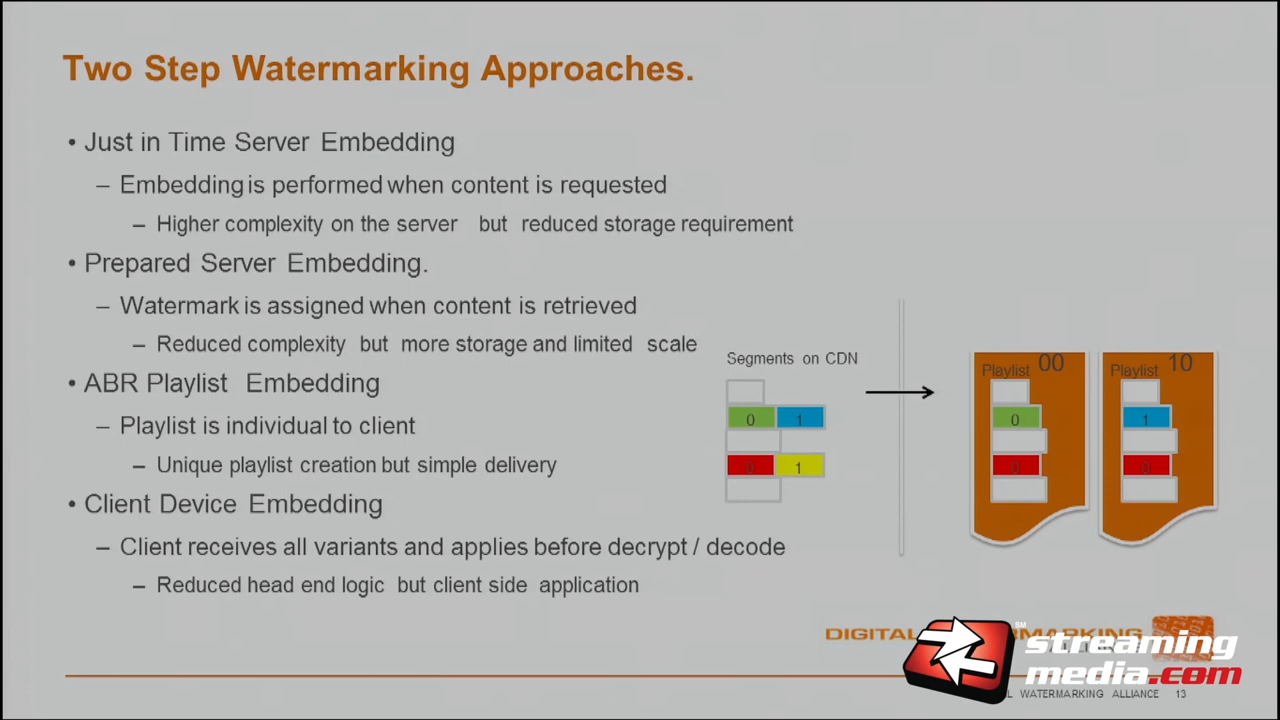 Two Step Watermarking Approaches.
• Just in Time Server Embedding
– Embedding is performed when content is requested
– Higher complexity on the server but reduced storage requirement
• Prepared Server Embedding.
– Watermark is assigned when content is retrieved
– Reduced complexity but more storage and limited scale
• ABR Playlist Embedding
– Playlist is individual to client
– Unique playlist creation but simple delivery
• Client Device Embedding
– Client receives all variants and applies before decrypt / decode
– Reduced head end logic but client side application
Segments on CDN
0 1
0 1
Playlist 00
0
0
Playlist 10
1
0
DIGITAL
streaming
media.com
SM
WATERMARKING ALLIANCE 13